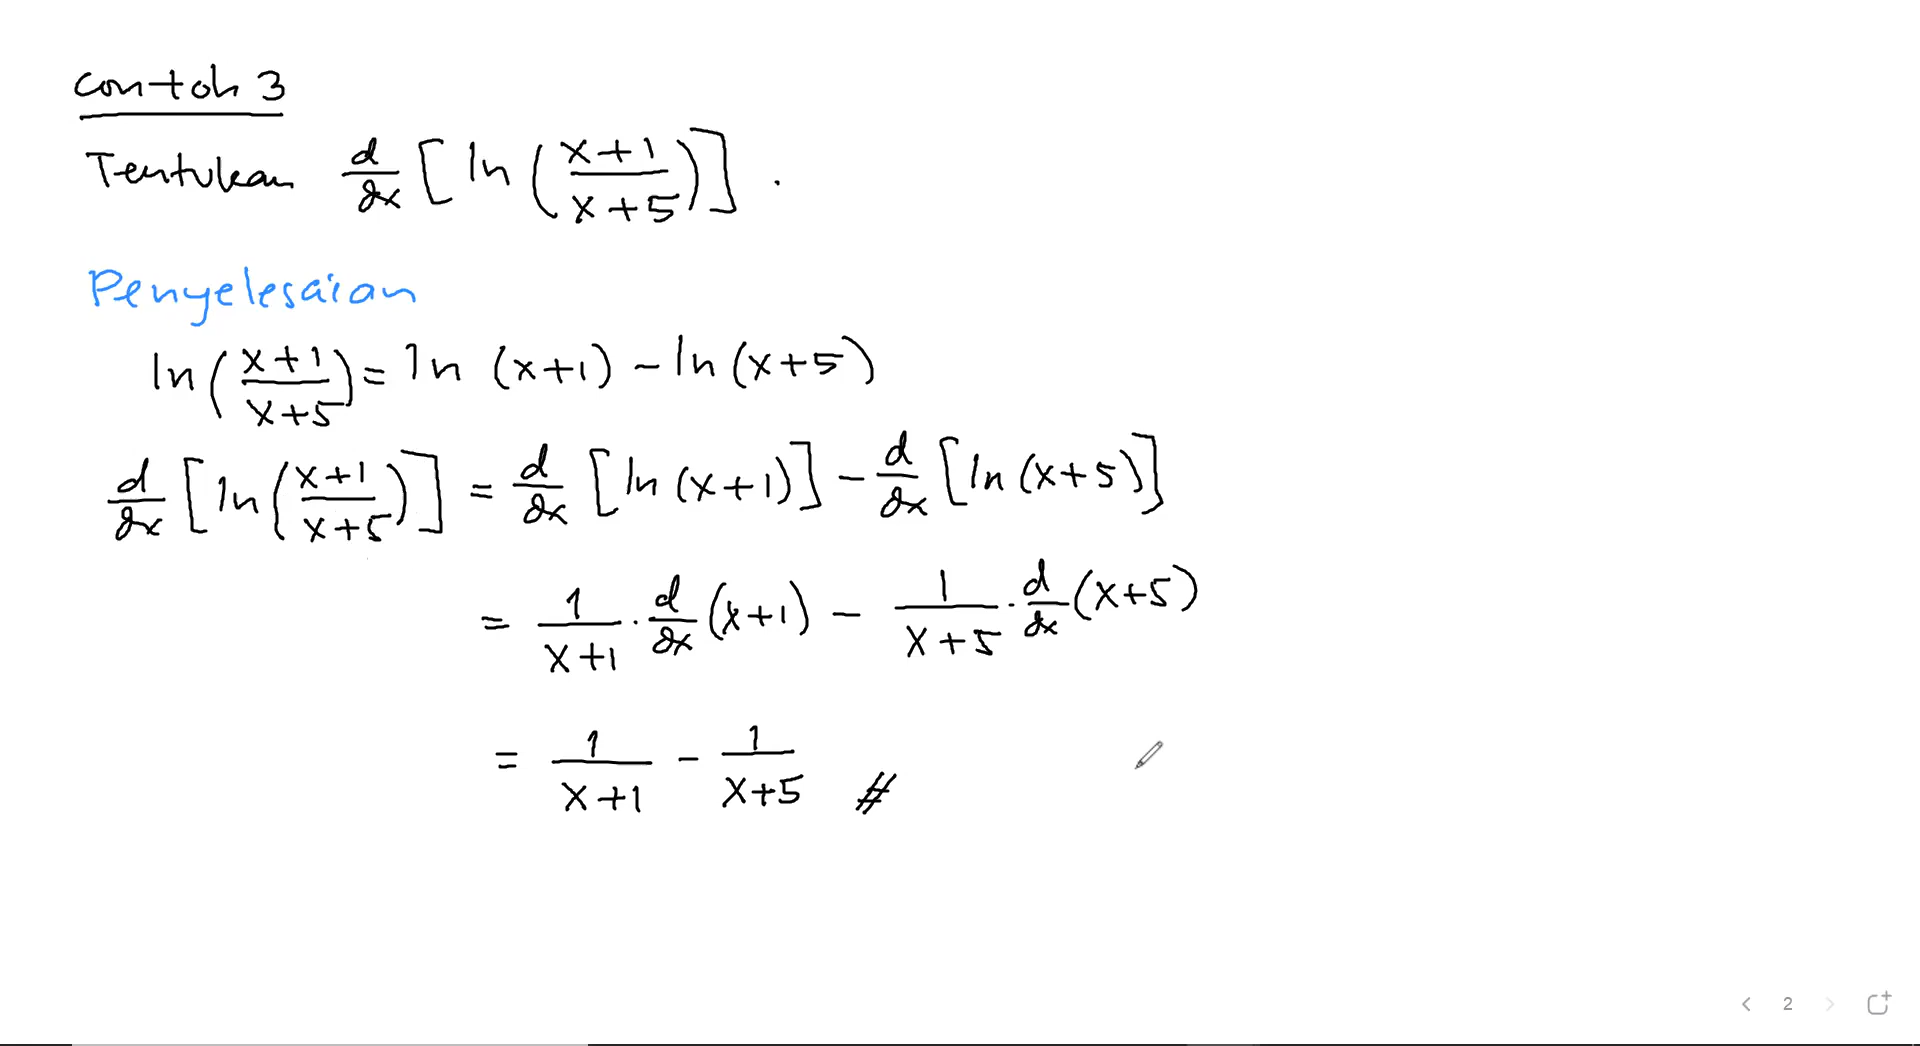 Contoh 3
Tentukan d/dx [ln((x+1)/(x+5))].
Penyelesaian
ln((x+1)/(x+5)) = ln (x+1) - ln (x+5)
d/dx [ln((x+1)/(x+5))] = d/dx [ln (x+1)] - d/dx [ln (x+5)]
= 1/(x+1) · d/dx (x+1) - 1/(x+5) · d/dx (x+5)
= 1/(x+1) - 1/(x+5) #
2